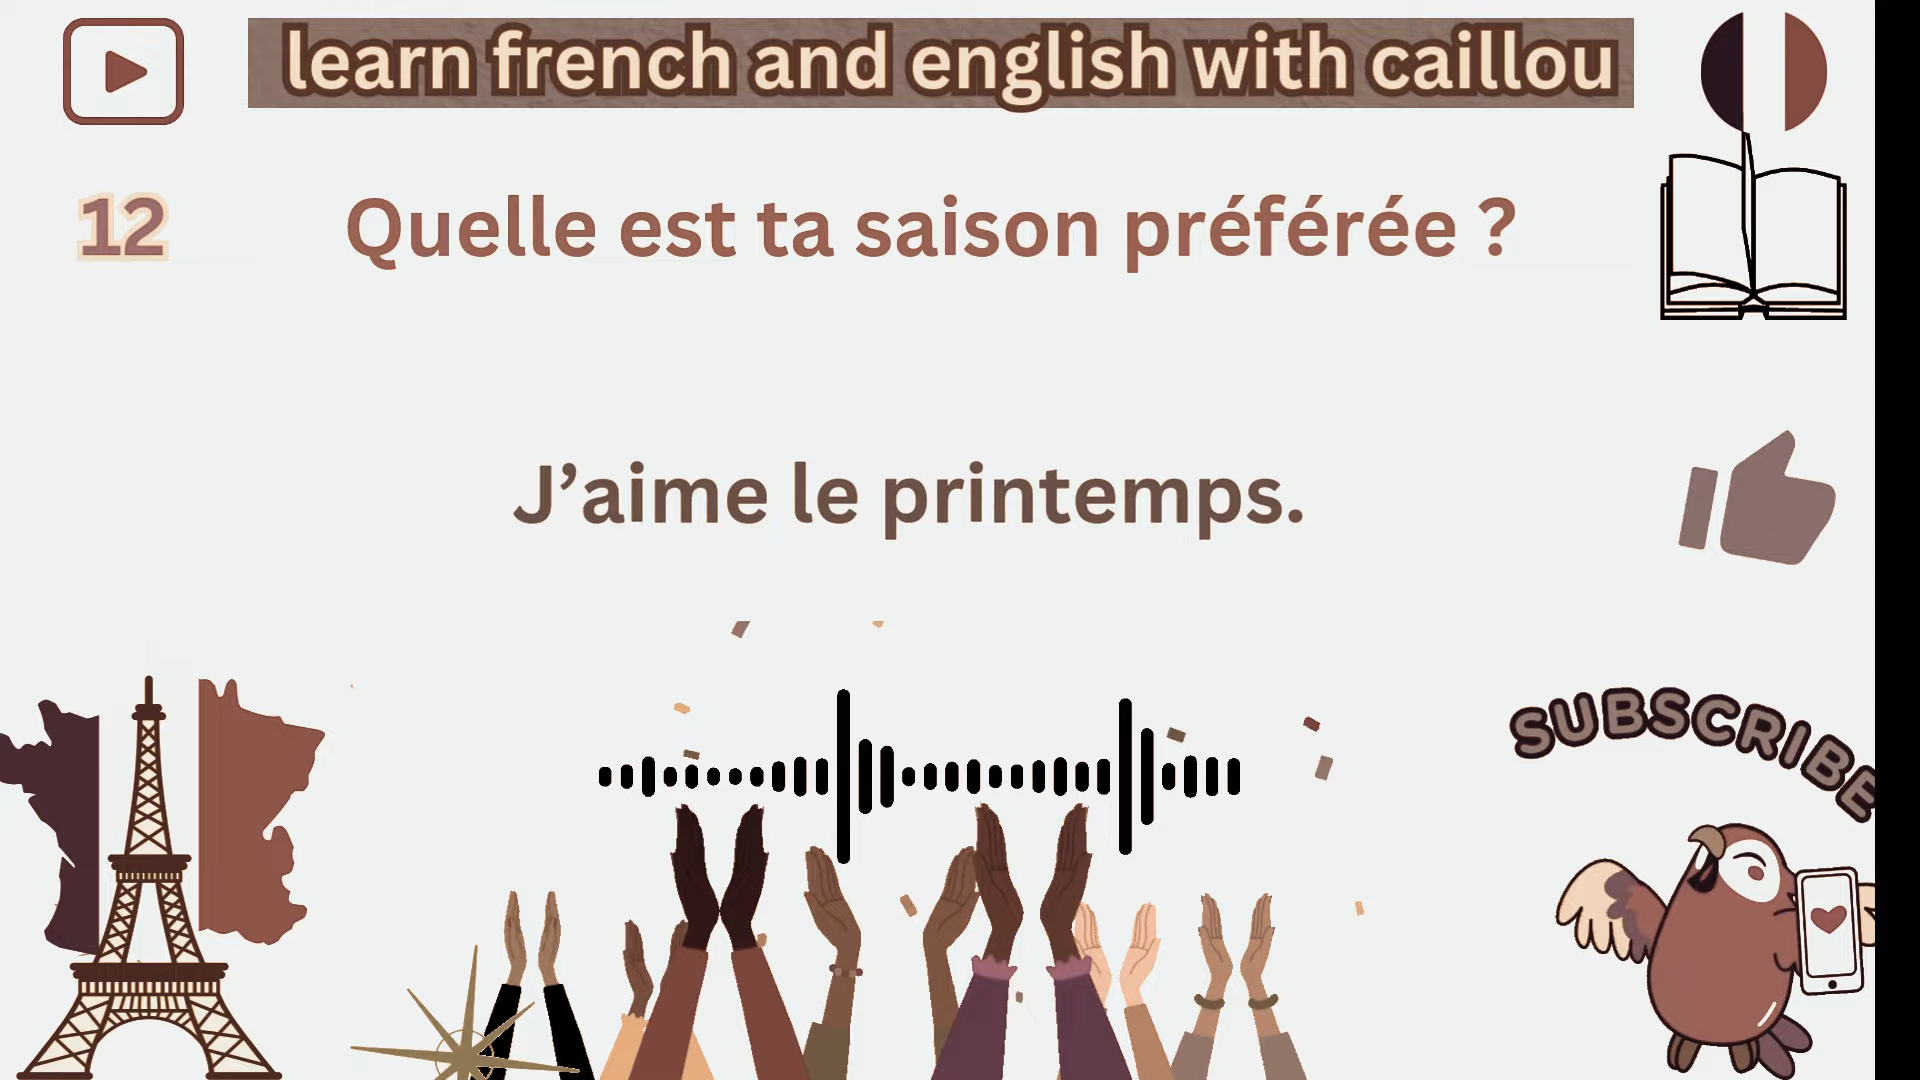 learn french and english with caillou
12 Quelle est ta saison préférée ?
J’aime le printemps.
SUBSCRIBE